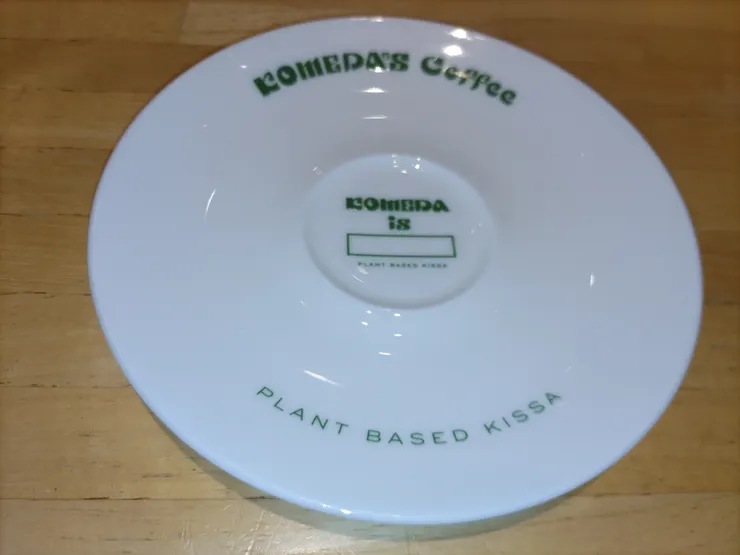 KOMEDA'S Coffee
KOMEDA
is
PLANT BASED KISSA
PLANT BASED KISSA